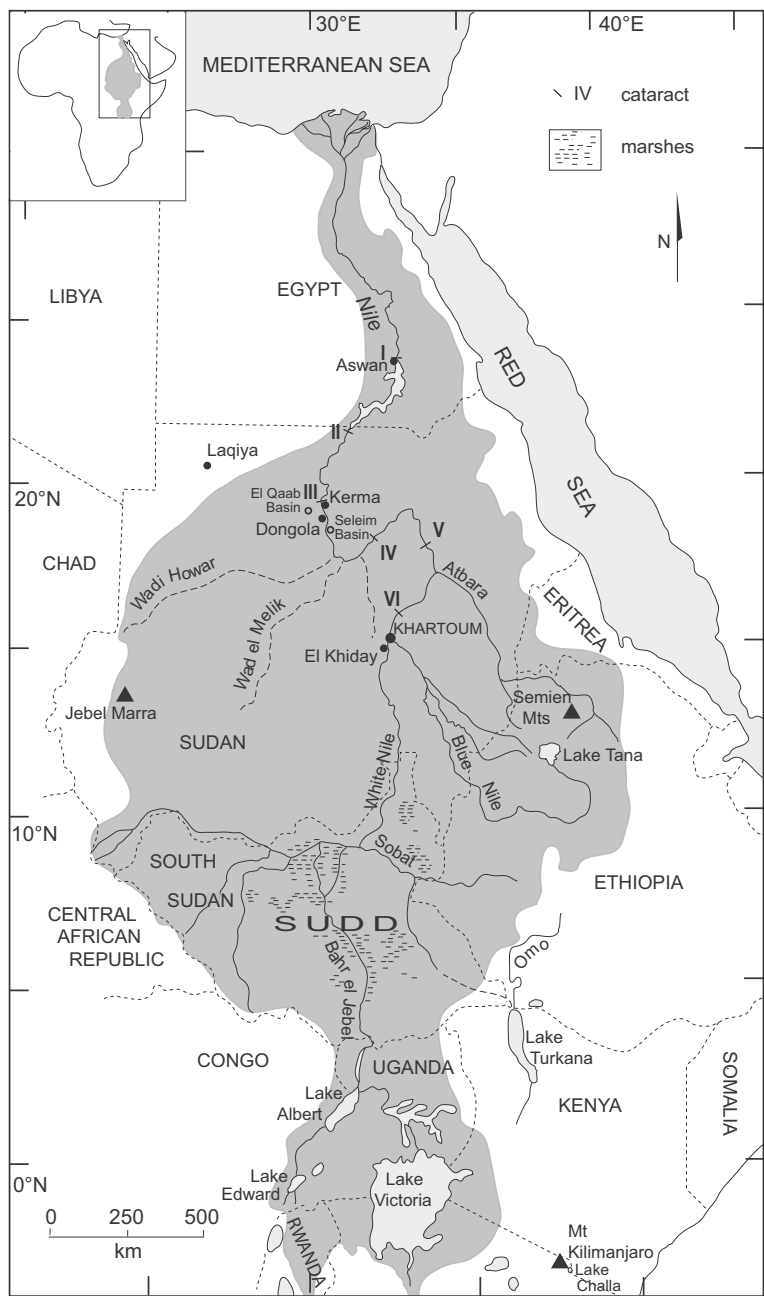 30°E
40°E
MEDITERRANEAN SEA
IV
cataract
marshes
N
LIBYA
EGYPT
Nile
RED
SEA
I
Aswan
II
Laqiya
20°N
El Qaab
Basin
III
Kerma
Dongola
Seleim
Basin
IV
V
CHAD
Wadi Howar
Wad el Melik
Atbara
VI
KHARTOUM
ERITREA
El Khiday
Jebel Marra
Semien
Mts
SUDAN
Lake Tana
White Nile
Blue
Nile
10°N
Sobat
SOUTH
SUDAN
ETHIOPIA
CENTRAL
AFRICAN
REPUBLIC
SUDD
Bahr el Jebel
Omo
Lake
Turkana
CONGO
UGANDA
KENYA
SOMALIA
Lake
Albert
0°N
Lake
Edward
Lake
Victoria
RWANDA
0 250 500
km
Mt
Kilimanjaro
Lake
Challa